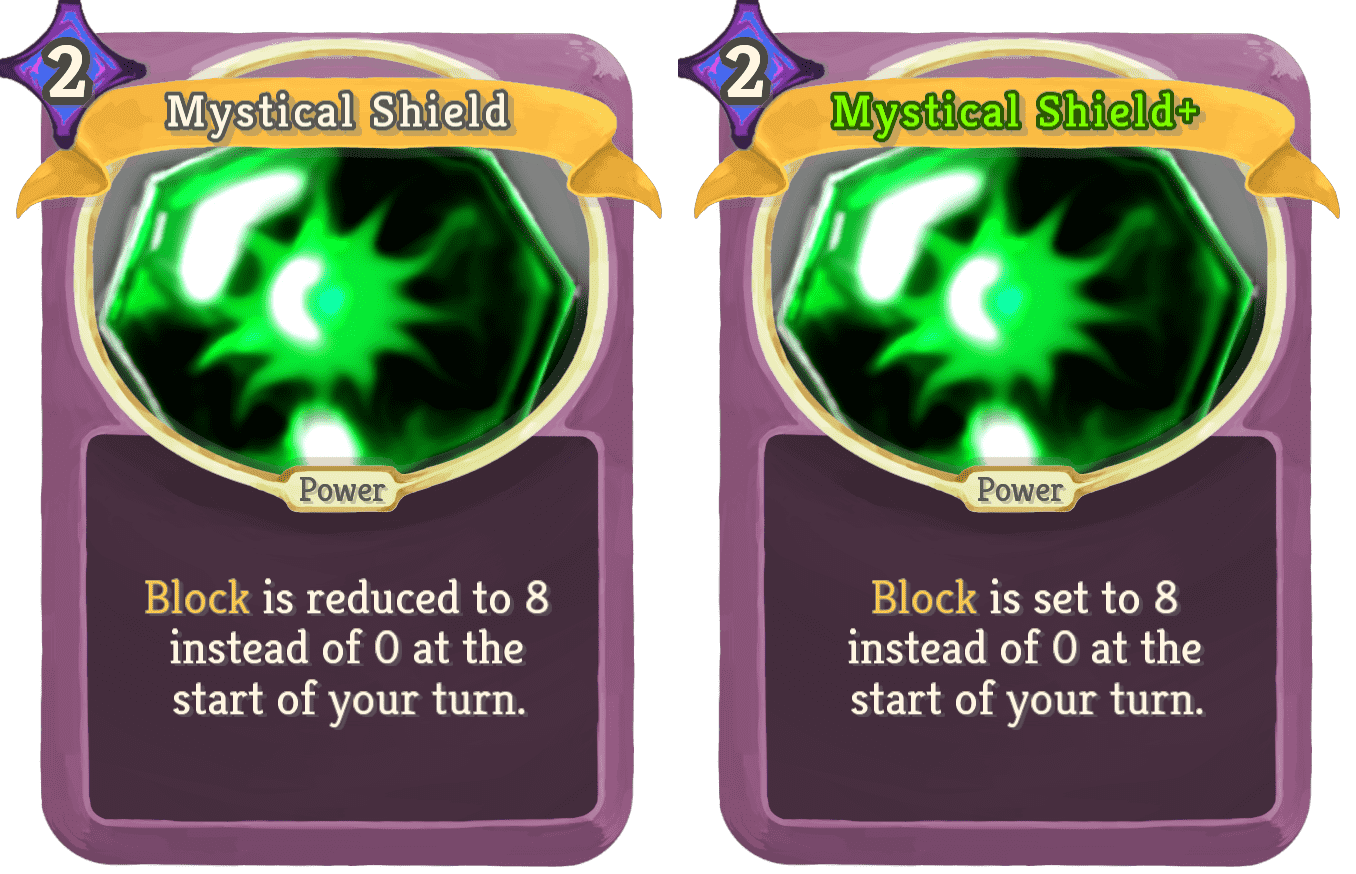 2
Mystical Shield
Power
Block is reduced to 8
instead of 0 at the
start of your turn.
2
Mystical Shield+
Power
Block is set to 8
instead of 0 at the
start of your turn.